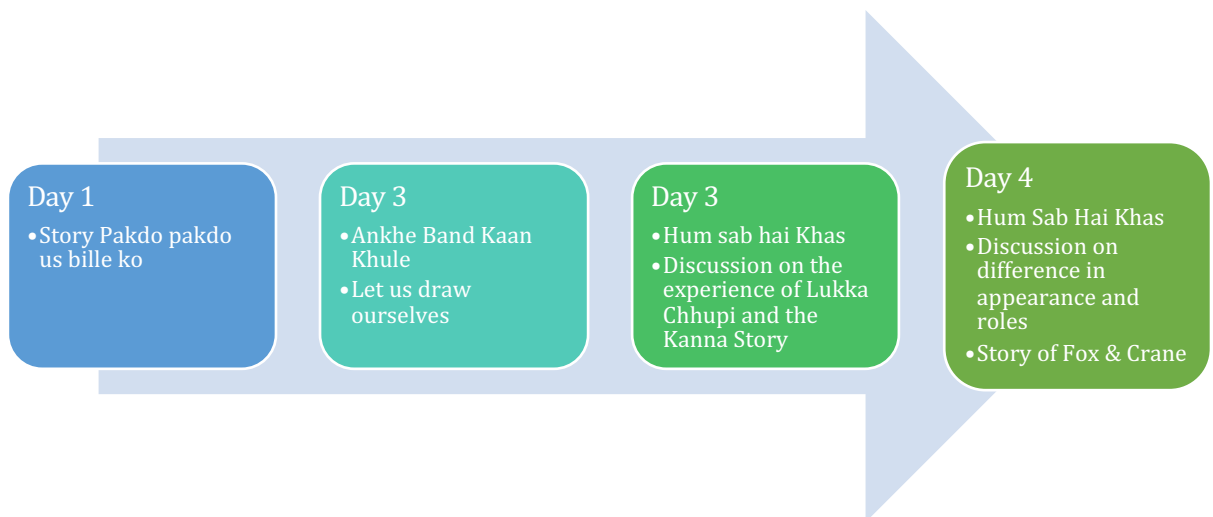 Day 1
•Story Pakdo pakdo
us bille ko
Day 3
•Ankhe Band Kaan
Khule
•Let us draw
ourselves
Day 3
•Hum sab hai Khas
•Discussion on the
experience of Lukka
Chhupi and the
Kanna Story
Day 4
•Hum Sab Hai Khas
•Discussion on
difference in
appearance and
roles
•Story of Fox & Crane